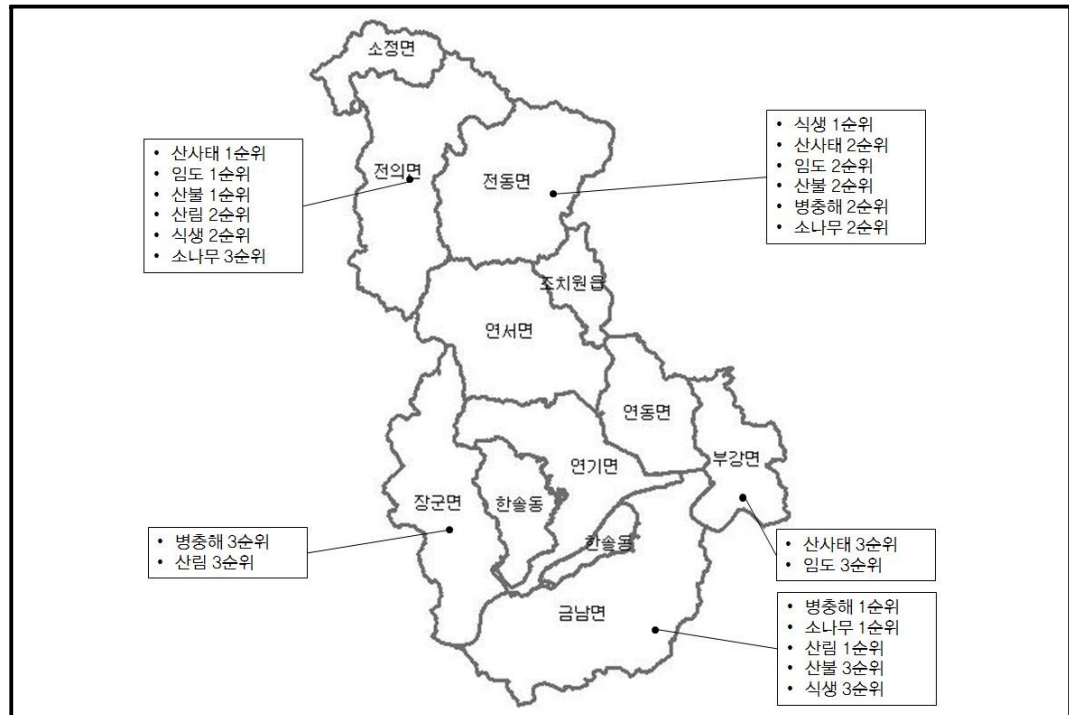 소정면
전의면
• 산사태 1순위
• 임도 1순위
• 산불 1순위
• 산림 2순위
• 식생 2순위
• 소나무 3순위
전동면
• 식생 1순위
• 산사태 2순위
• 임도 2순위
• 산불 2순위
• 병충해 2순위
• 소나무 2순위
조치원읍
연서면
연동면
부강면
연기면
장군면
한솔동
한솔동
금남면
• 병충해 3순위
• 산림 3순위
• 산사태 3순위
• 임도 3순위
• 병충해 1순위
• 소나무 1순위
• 산림 1순위
• 산불 3순위
• 식생 3순위